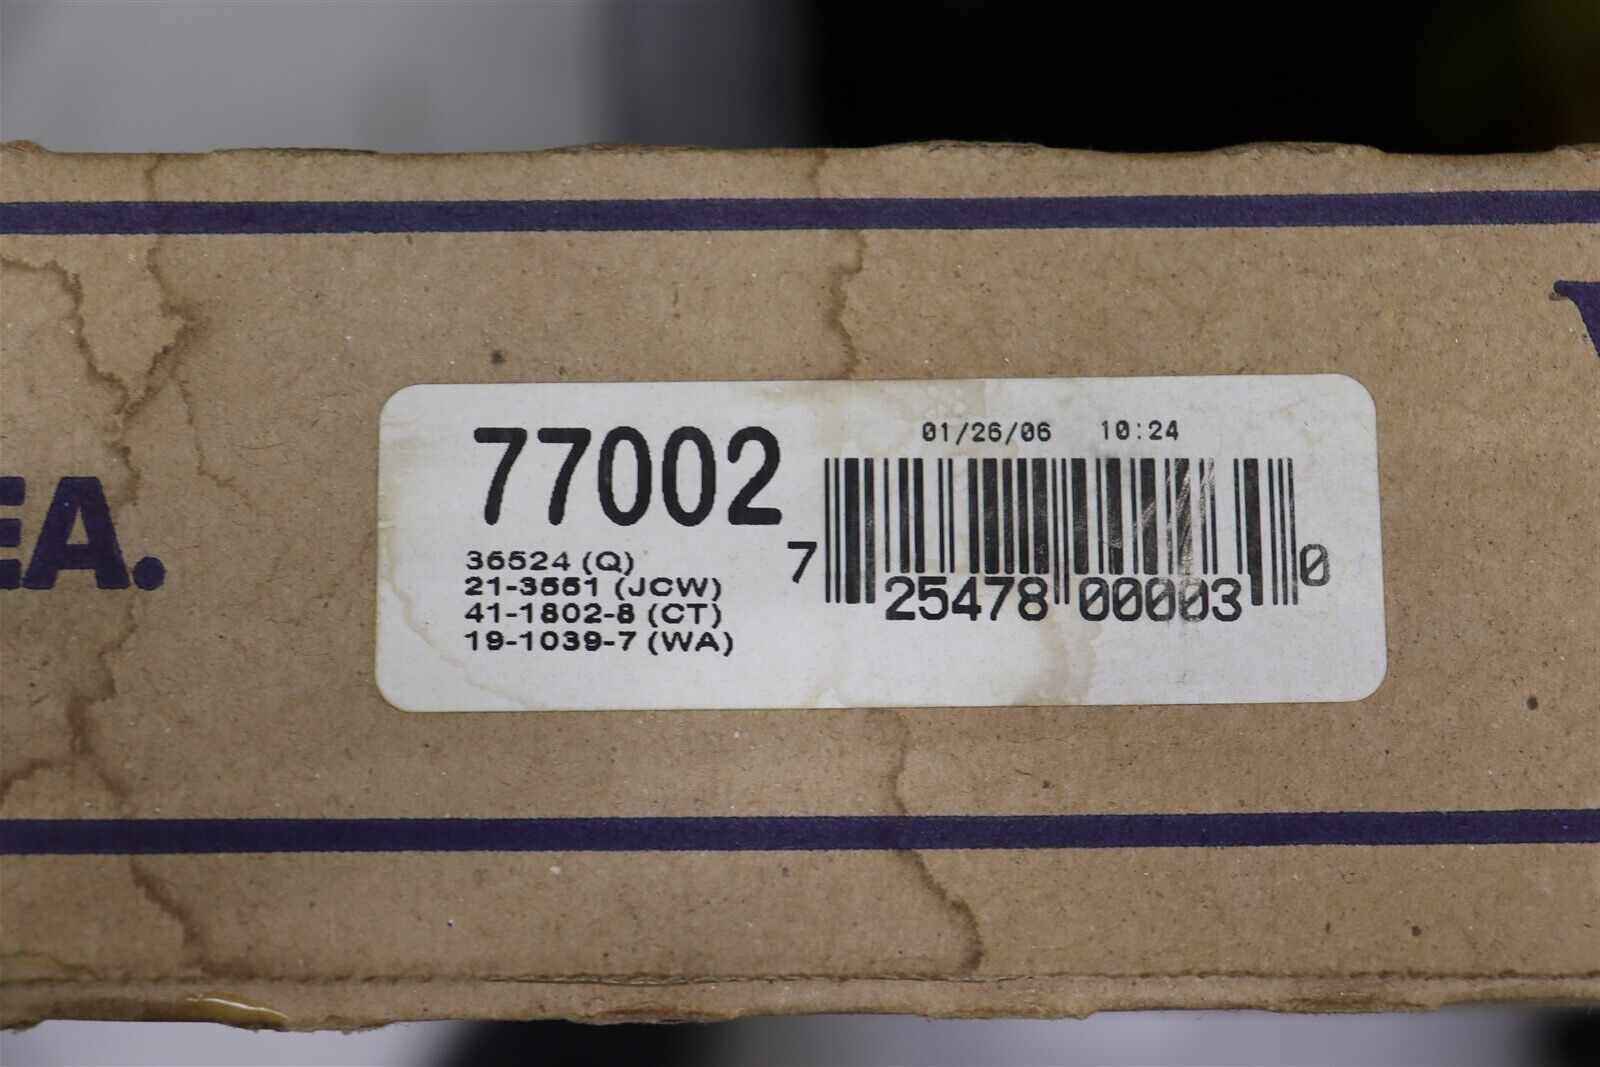 EA.
77002
01/26/06 10:24
36524 (Q)
21-3551 (JCW)
41-1802-8 (CT)
19-1039-7 (WA)
7 25478 00003 0